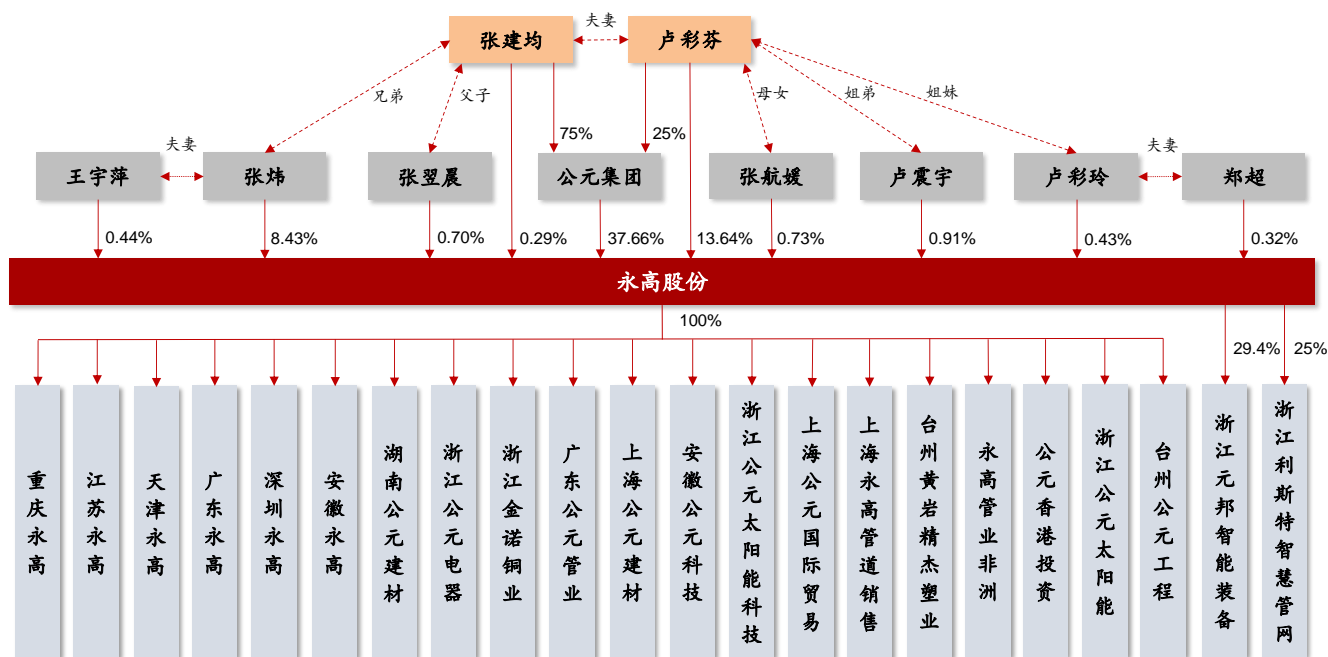 夫妻
张建均
卢彩芬
兄弟
父子
母女
姐弟
姐妹
75%
25%
夫妻
夫妻
王宇萍
张炜
张翌晨
公元集团
张航媛
卢震宇
卢彩玲
郑超
0.44%
8.43%
0.70%
0.29%
37.66%
13.64%
0.73%
0.91%
0.43%
0.32%
永高股份
100%
29.4%
25%
重庆永高
江苏永高
天津永高
广东永高
深圳永高
安徽永高
湖南公元建材
浙江公元电器
浙江金诺铜业
广东公元管业
上海公元建材
安徽公元科技
浙江公元太阳能科技
上海公元国际贸易
上海永高管道销售
台州黄岩精杰塑业
永高管业非洲
公元香港投资
浙江公元太阳能
台州公元工程
浙江元邦智能装备
浙江利斯特智慧管网